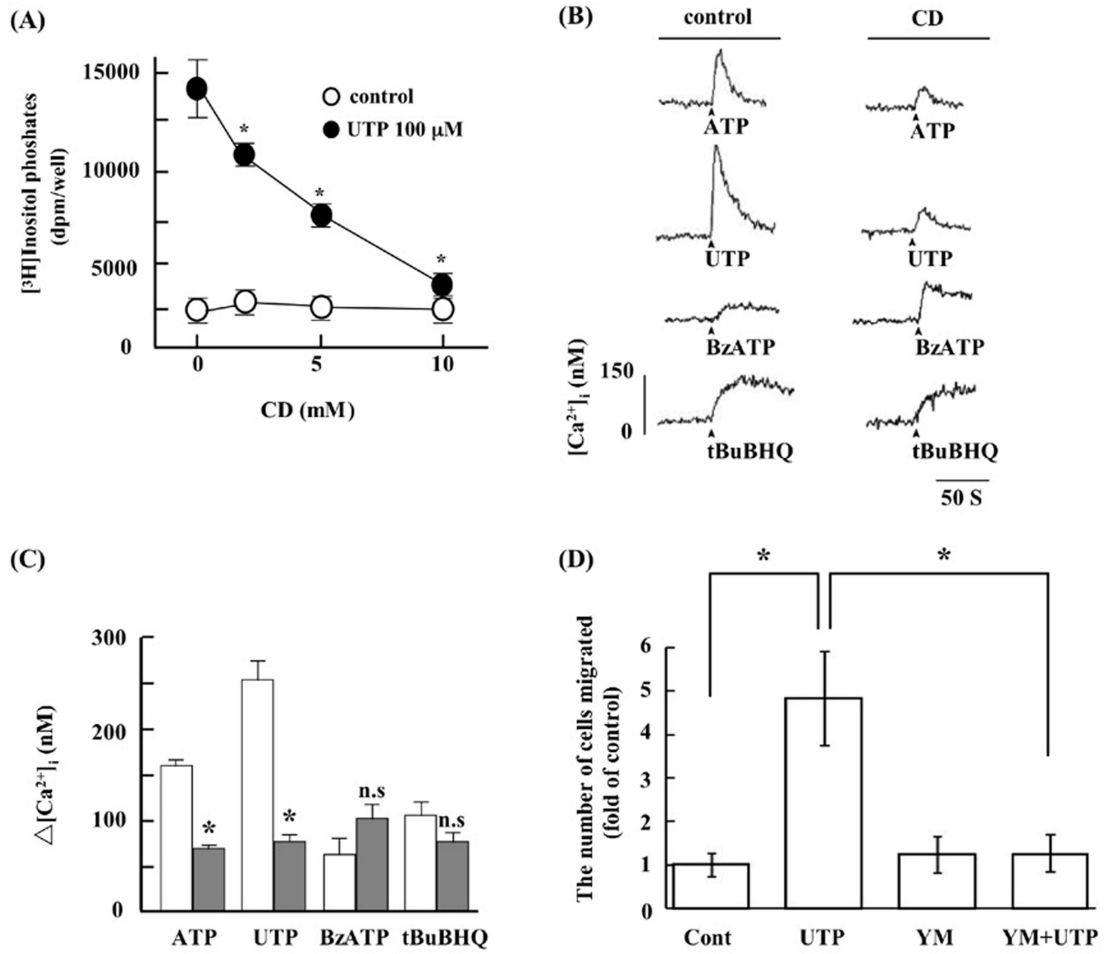 (A)
[³H]Inositol phoshates
(dpm/well)
15000
10000
5000
0
control
UTP 100 μM
*
*
*
0 5 10
CD (mM)
(B)
control CD
ATP ATP
UTP UTP
BzATP BzATP
tBuBHQ tBuBHQ
[Ca²⁺]i (nM)
150
0
50 S
(C)
△[Ca²⁺]i (nM)
300
200
100
0
* * n.s n.s
ATP UTP BzATP tBuBHQ
(D)
* *
The number of cells migrated
(fold of control)
6
5
4
3
2
1
0
Cont UTP YM YM+UTP